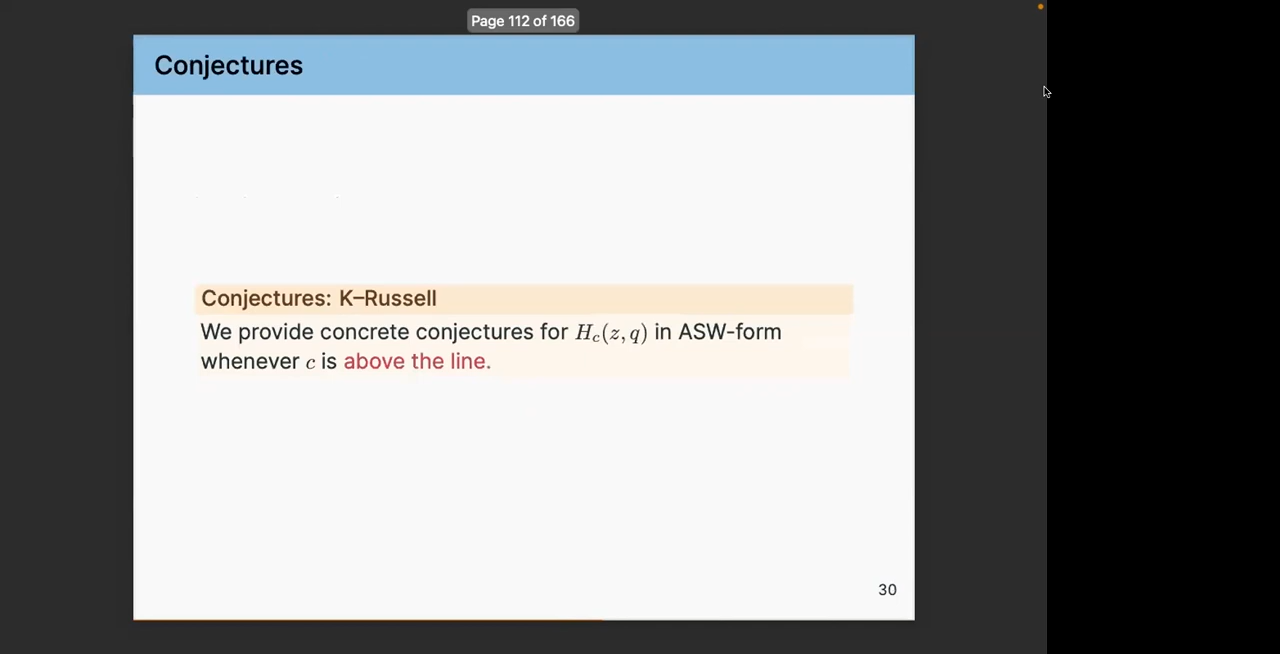 Page 112 of 166
Conjectures
Conjectures: K–Russell
We provide concrete conjectures for H_c(z, q) in ASW-form
whenever c is above the line.
30